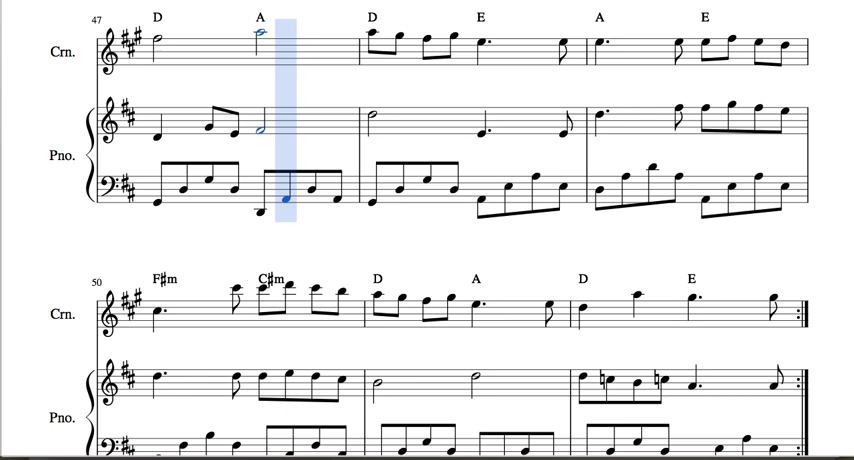 47 D A D E A E
Crn.
Pno.
50 F♯m C♯m D A D E
Crn.
Pno.